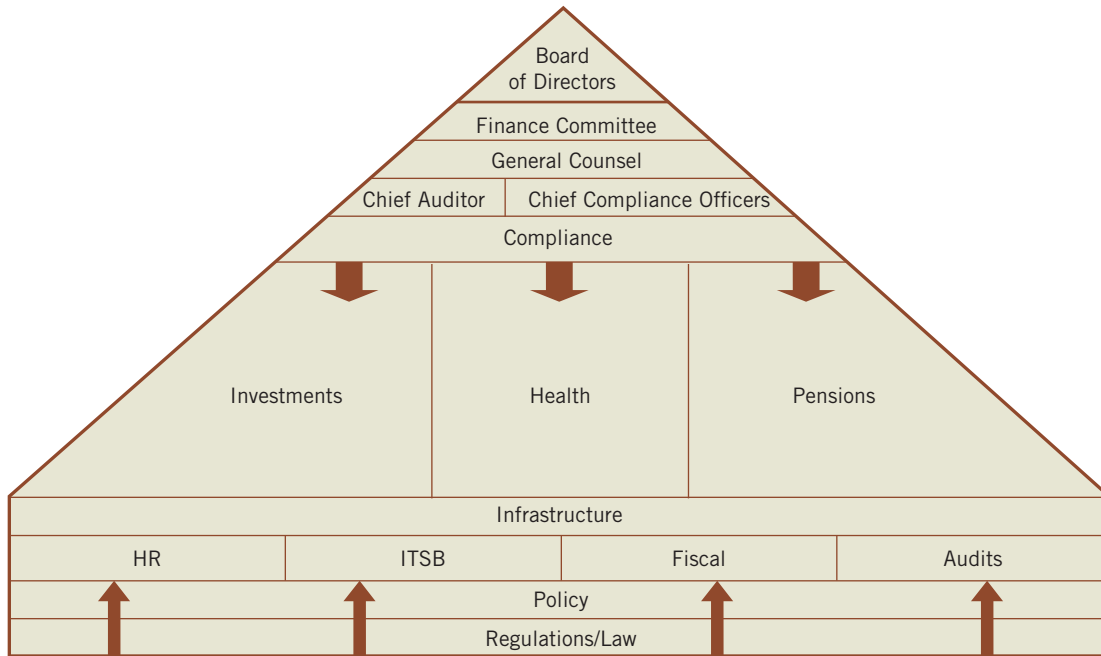 Board
of Directors
Finance Committee
General Counsel
Chief Auditor
Chief Compliance Officers
Compliance
Investments
Health
Pensions
Infrastructure
HR
ITSB
Fiscal
Audits
Policy
Regulations/Law